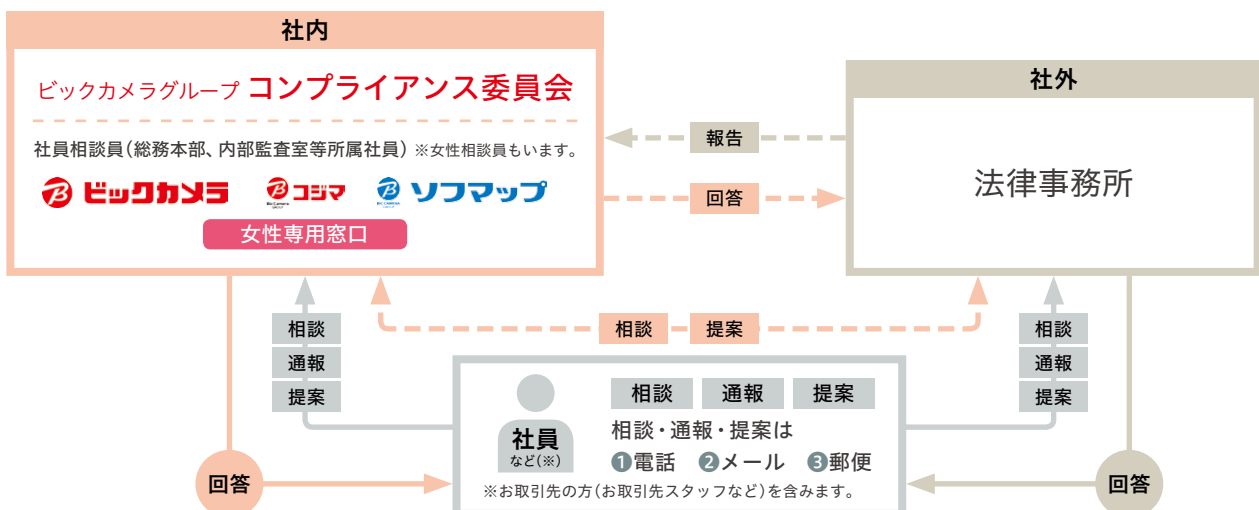 社内
ビックカメラグループ コンプライアンス委員会
社員相談員(総務本部、内部監査室等所属社員) ※女性相談員もいます。
ビックカメラ コジマ ソフマップ
女性専用窓口
報告
回答
社外
法律事務所
相談 提案
相談
通報
提案
相談
通報
提案
社員
など(※)
相談 通報 提案
相談・通報・提案は
❶電話 ❷メール ❸郵便
※お取引先の方(お取引先スタッフなど)を含みます。
回答
回答